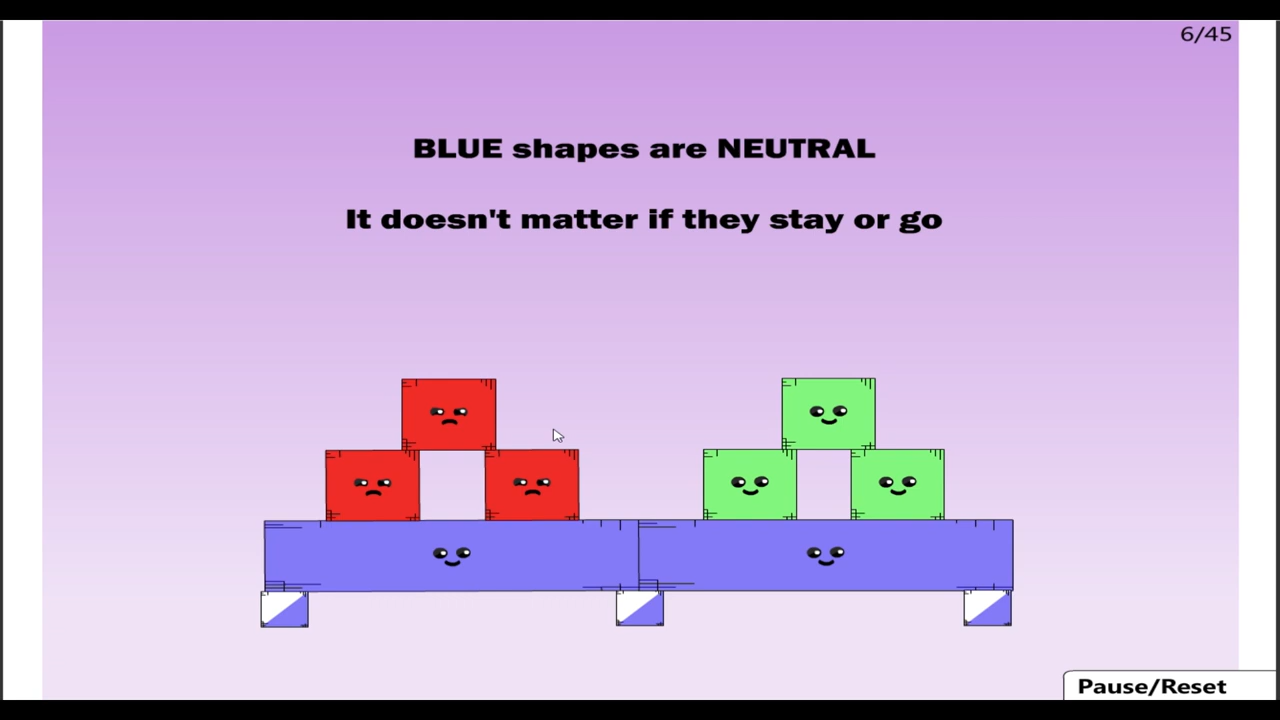 6/45
BLUE shapes are NEUTRAL
It doesn't matter if they stay or go
Pause/Reset